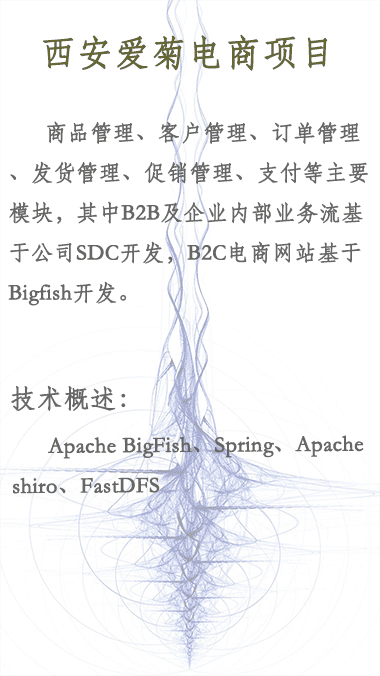 西安爱菊电商项目
商品管理、客户管理、订单管理
、发货管理、促销管理、支付等主要
模块，其中B2B及企业内部业务流基
于公司SDC开发，B2C电商网站基于
Bigfish开发。
技术概述：
Apache BigFish、Spring、Apache
shiro、FastDFS